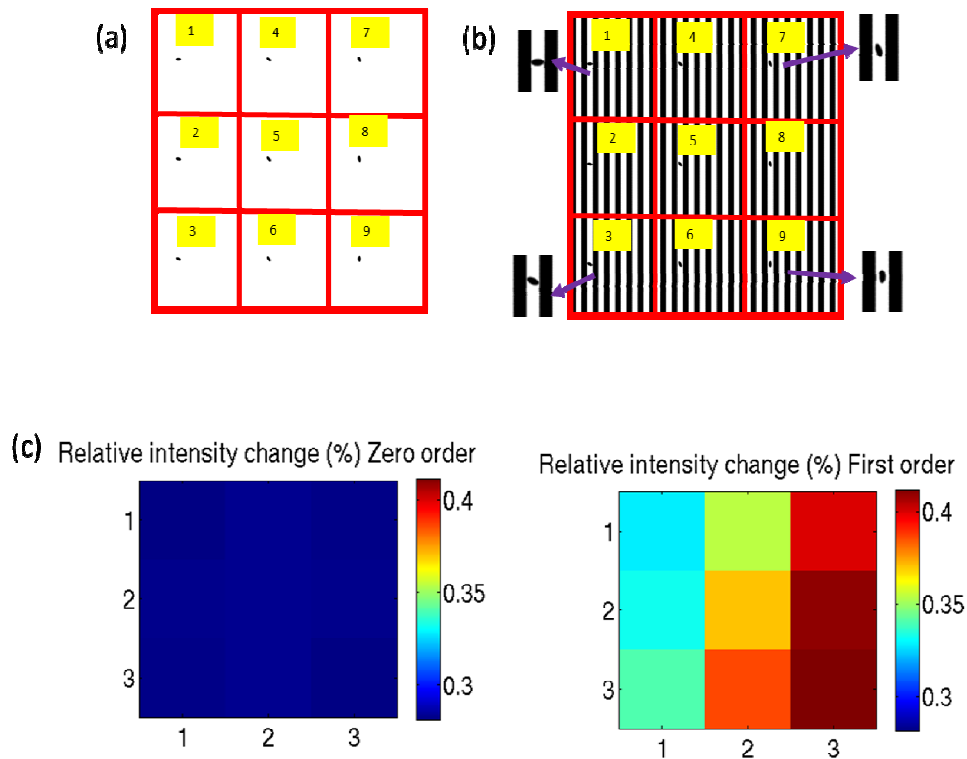 (a)
1 4 7
2 5 8
3 6 9
(b)
1 4 7
2 5 8
3 6 9
(c)
Relative intensity change (%) Zero order
1
2
3
1 2 3
0.4
0.35
0.3
Relative intensity change (%) First order
1
2
3
1 2 3
0.4
0.35
0.3